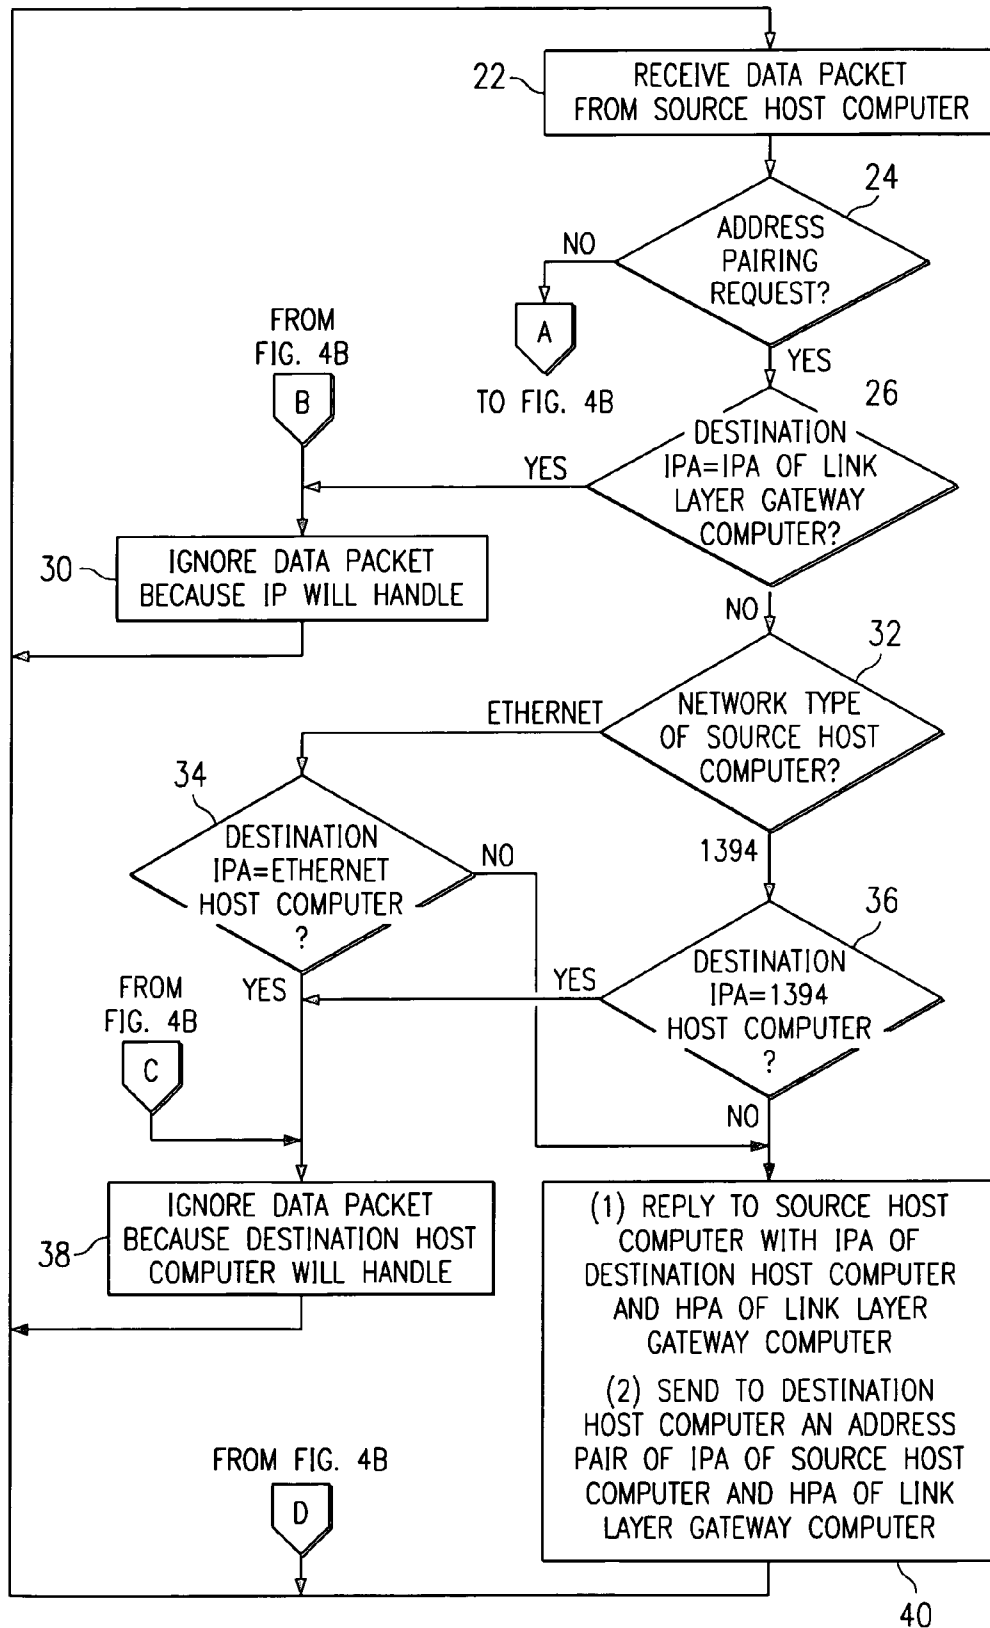 22
RECEIVE DATA PACKET
FROM SOURCE HOST COMPUTER
24
ADDRESS
PAIRING
REQUEST?
NO
A
TO FIG. 4B
YES
FROM
FIG. 4B
B
26
DESTINATION
IPA=IPA OF LINK
LAYER GATEWAY
COMPUTER?
YES
30
IGNORE DATA PACKET
BECAUSE IP WILL HANDLE
NO
32
NETWORK TYPE
OF SOURCE HOST
COMPUTER?
ETHERNET
1394
34
DESTINATION
IPA=ETHERNET
HOST COMPUTER
?
NO
YES
36
DESTINATION
IPA=1394
HOST COMPUTER
?
YES
NO
FROM
FIG. 4B
C
38
IGNORE DATA PACKET
BECAUSE DESTINATION HOST
COMPUTER WILL HANDLE
(1) REPLY TO SOURCE HOST
COMPUTER WITH IPA OF
DESTINATION HOST COMPUTER
AND HPA OF LINK LAYER
GATEWAY COMPUTER
(2) SEND TO DESTINATION
HOST COMPUTER AN ADDRESS
PAIR OF IPA OF SOURCE HOST
COMPUTER AND HPA OF LINK
LAYER GATEWAY COMPUTER
FROM FIG. 4B
D
40